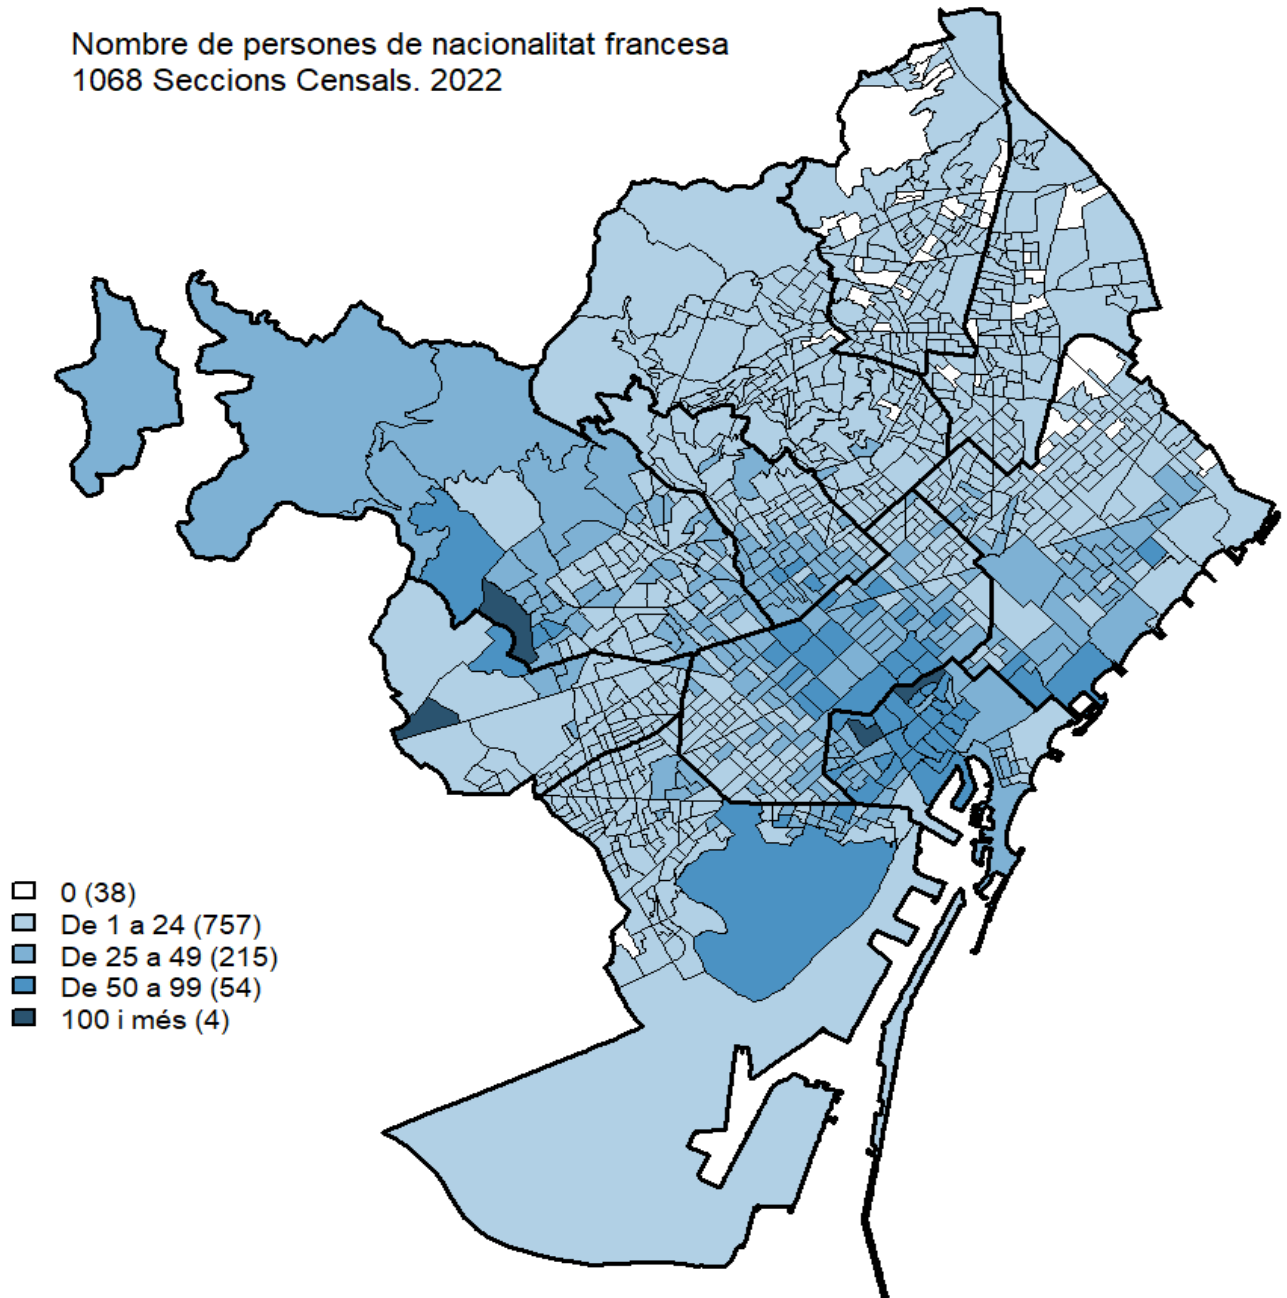 Nombre de persones de nacionalitat francesa
1068 Seccions Censals. 2022
0 (38)
De 1 a 24 (757)
De 25 a 49 (215)
De 50 a 99 (54)
100 i més (4)